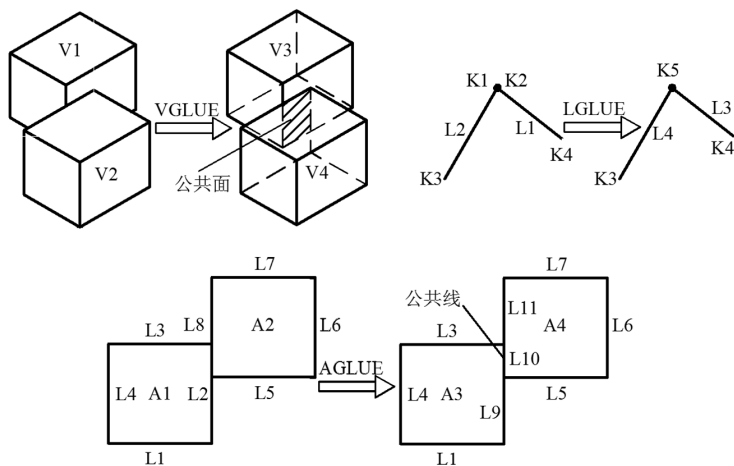 V1
VGLUE
V2
V3
V4
公共面
K1 K2
L2
L1
K4
K3
LGLUE
K5
L3
L4
K4
K3
L7
L8
A2
L6
L3
L4 A1 L2
L5
L1
AGLUE
公共线
L7
L11
A4
L6
L3
L10
L4 A3
L5
L9
L1